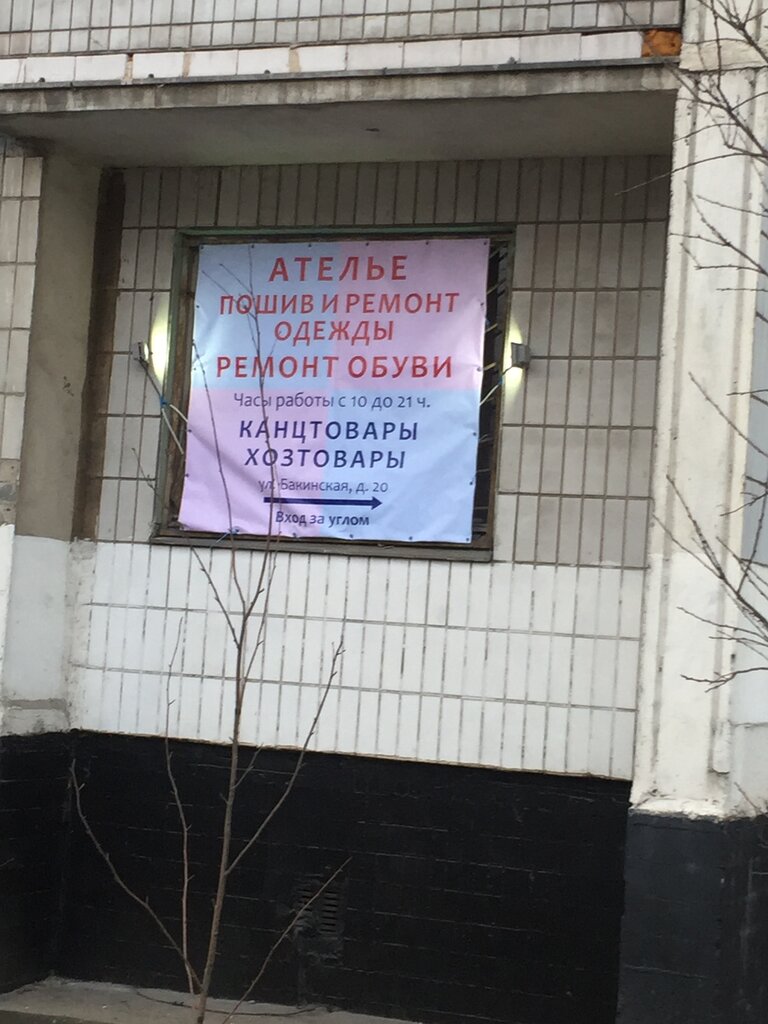 АТЕЛЬЕ
ПОШИВ И РЕМОНТ
ОДЕЖДЫ
РЕМОНТ ОБУВИ
Часы работы с 10 до 21 ч.
КАНЦТОВАРЫ
ХОЗТОВАРЫ
ул. Бакинская, д. 20
Вход за углом